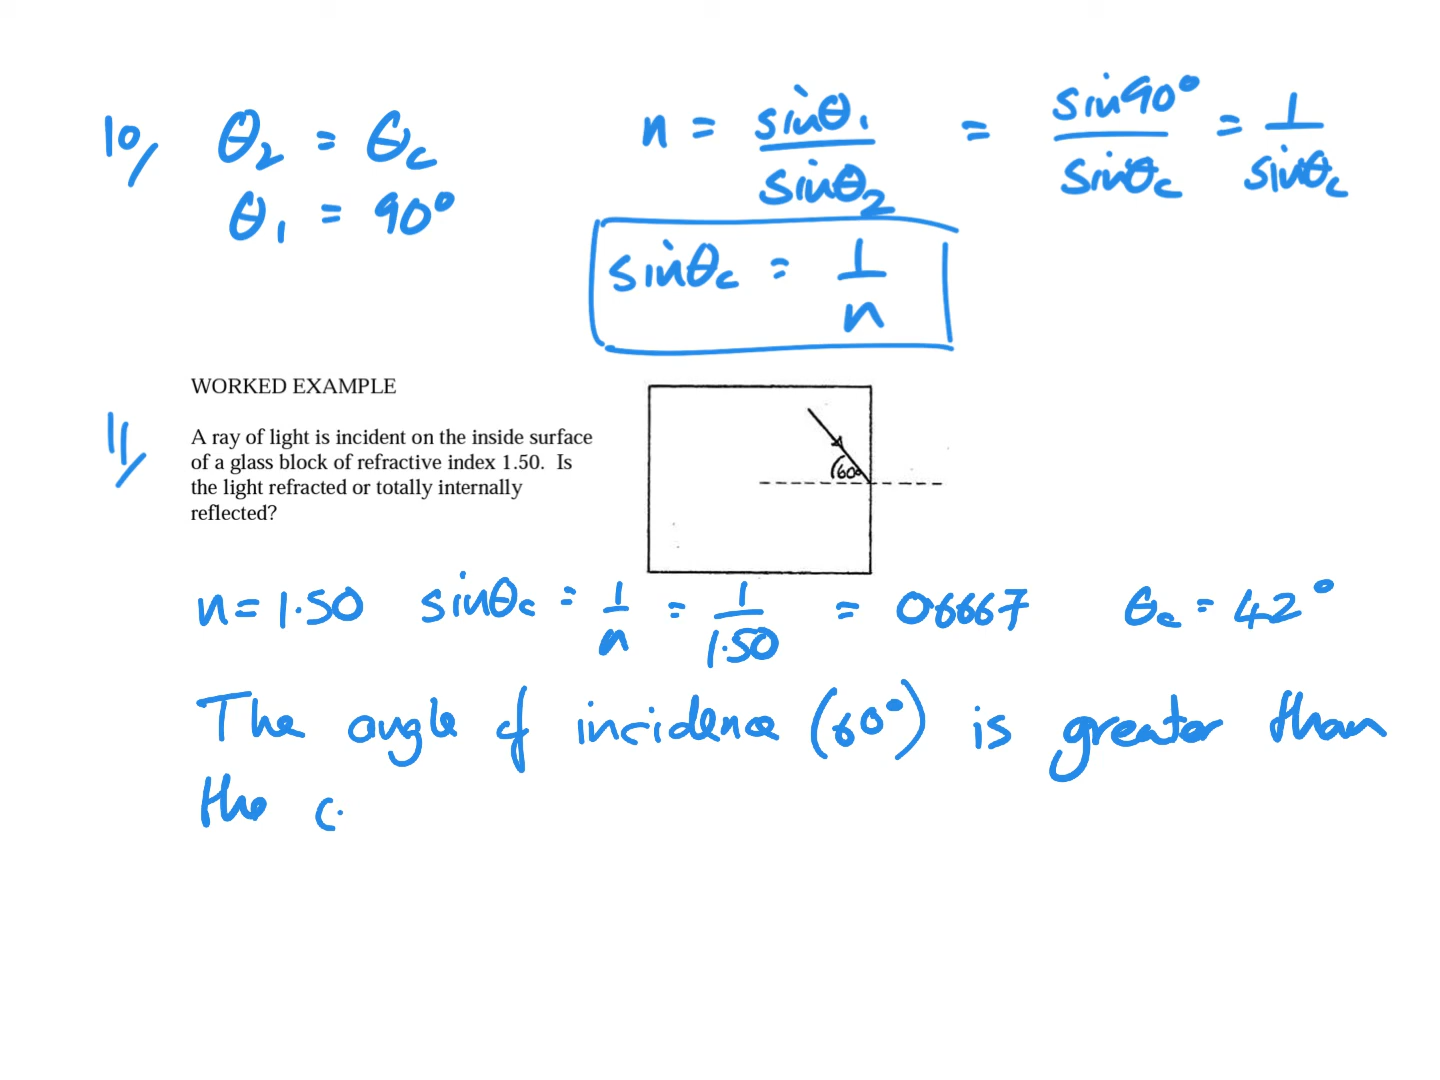 10/ θ₂ = θc n = sinθ₁/sinθ₂ = sin90°/sinθc = 1/sinθc
θ₁ = 90°
sinθc = 1/n
WORKED EXAMPLE
11/ A ray of light is incident on the inside surface
of a glass block of refractive index 1.50. Is
the light refracted or totally internally
reflected?
60°
n = 1.50 sinθc = 1/n = 1/1.50 = 0.6667 θc = 42°
The angle of incidence (60°) is greater than
the c